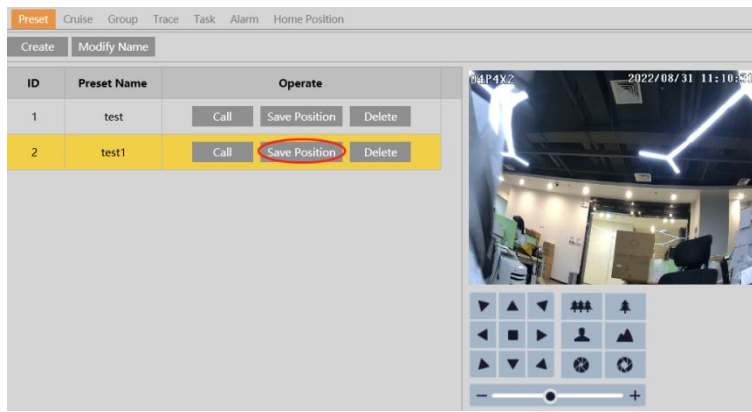 Preset Cruise Group Trace Task Alarm Home Position
Create Modify Name
ID Preset Name Operate
1 test Call Save Position Delete
2 test1 Call Save Position Delete
2022/08/31 11:10: